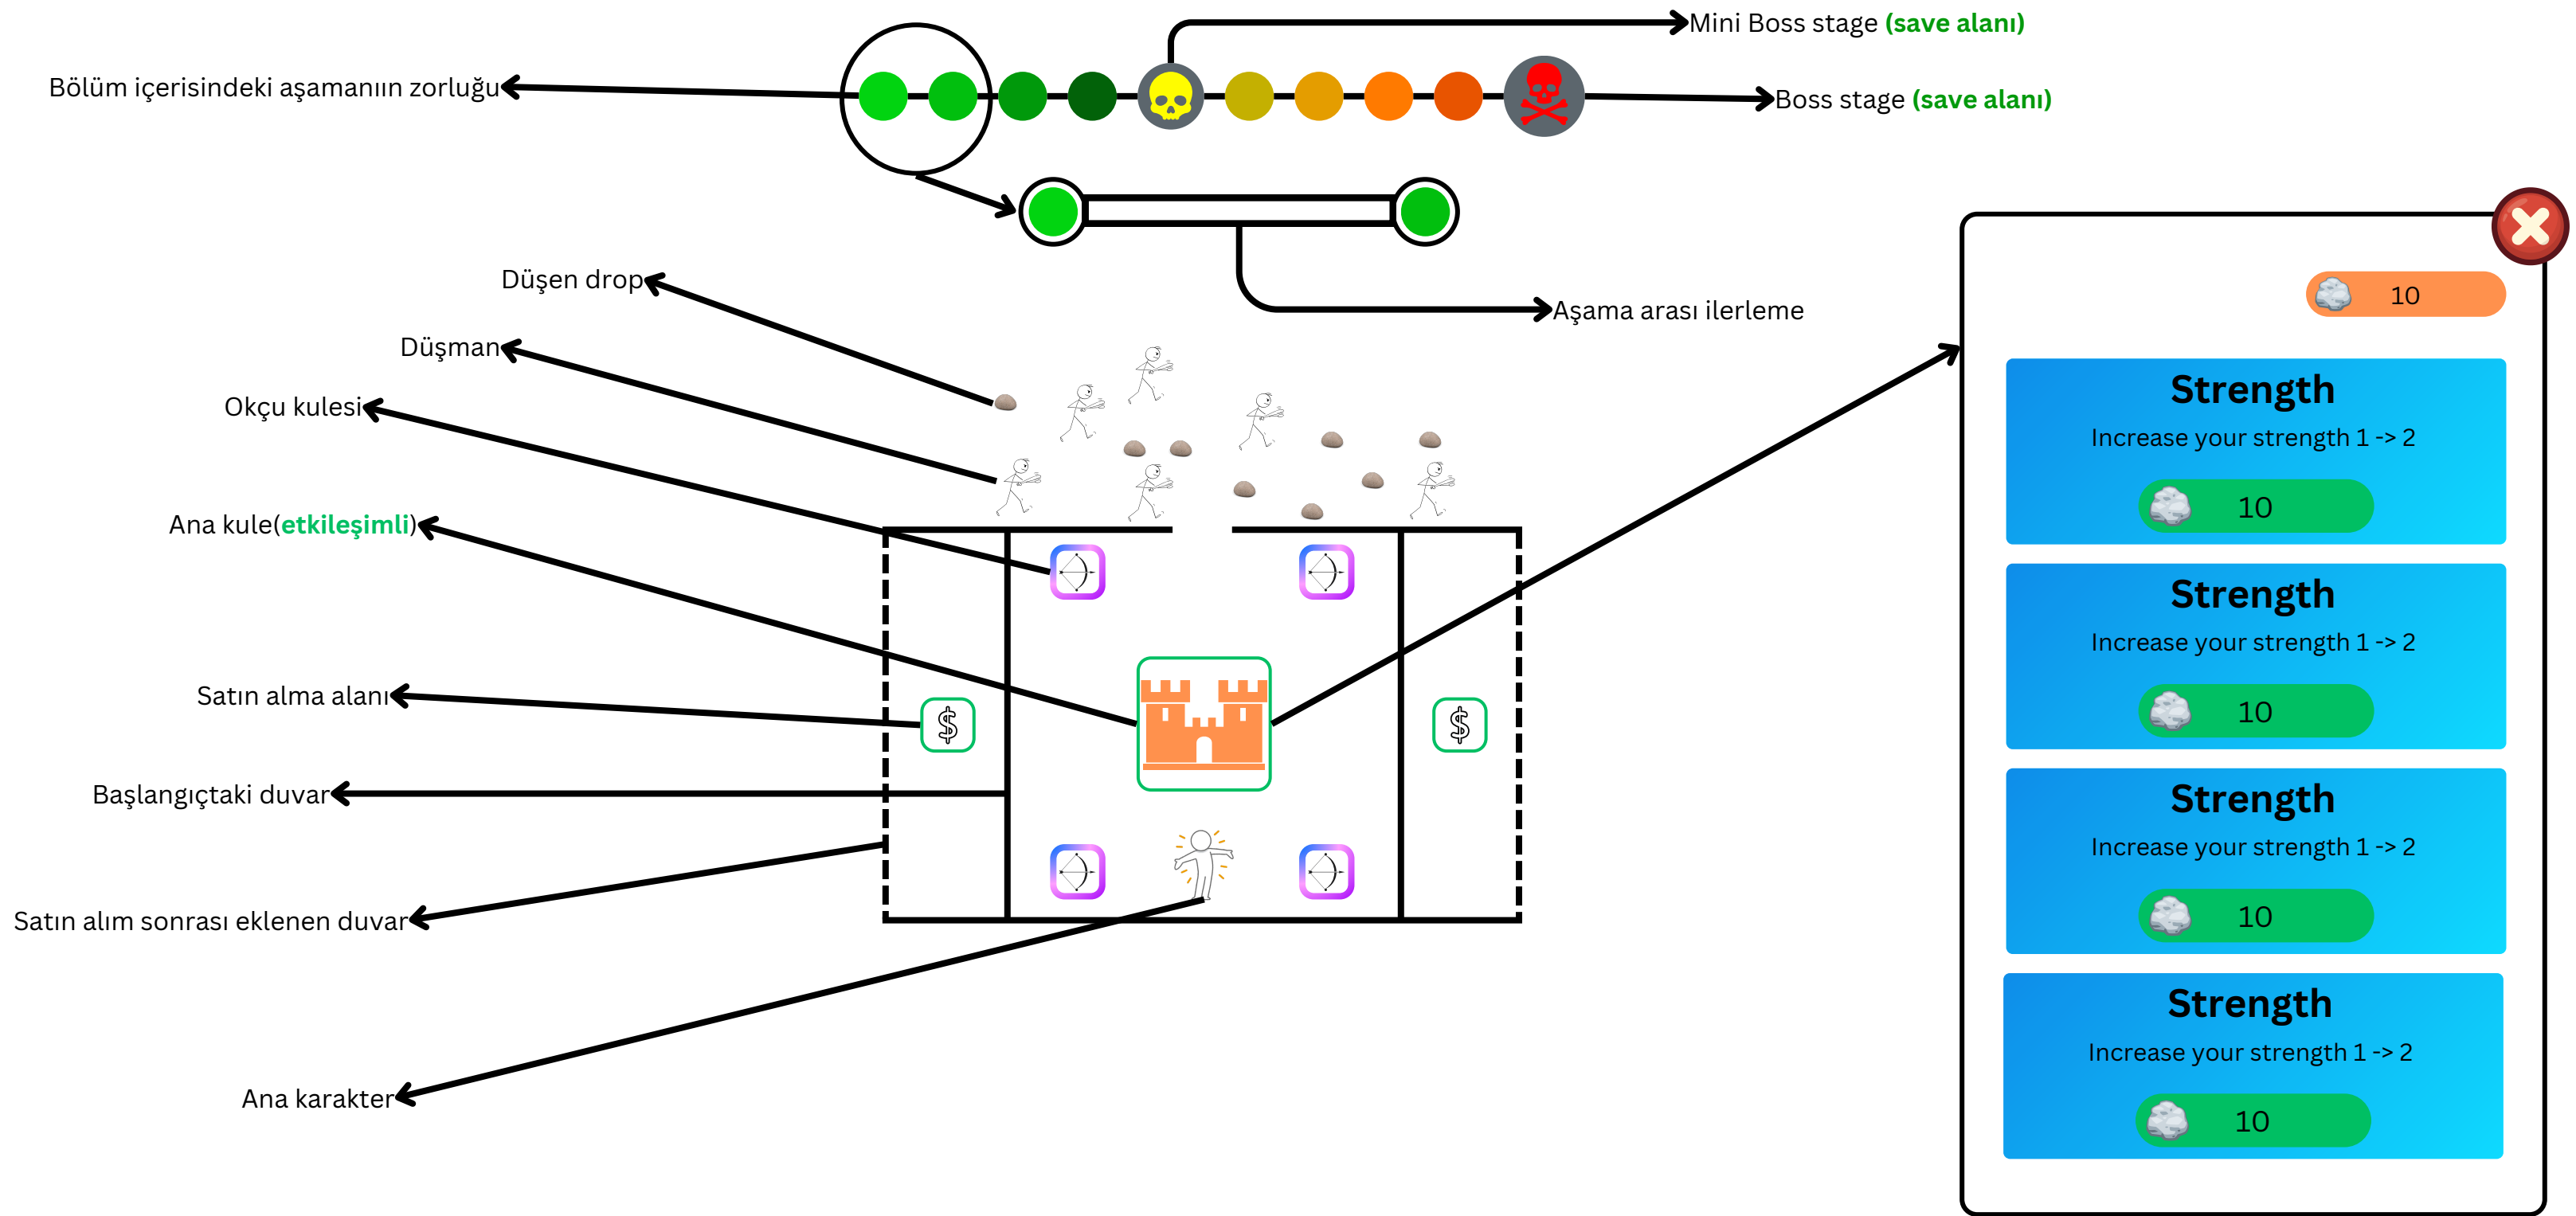 Mini Boss stage (save alanı)
Bölüm içerisindeki aşamanıın zorluğu
Boss stage (save alanı)
Düşen drop
Aşama arası ilerleme
Düşman
Okçu kulesi
Ana kule(etkileşimli)
Satın alma alanı
$
$
Başlangıçtaki duvar
Satın alım sonrası eklenen duvar
Ana karakter
10
Strength
Increase your strength 1 -> 2
10
Strength
Increase your strength 1 -> 2
10
Strength
Increase your strength 1 -> 2
10
Strength
Increase your strength 1 -> 2
10